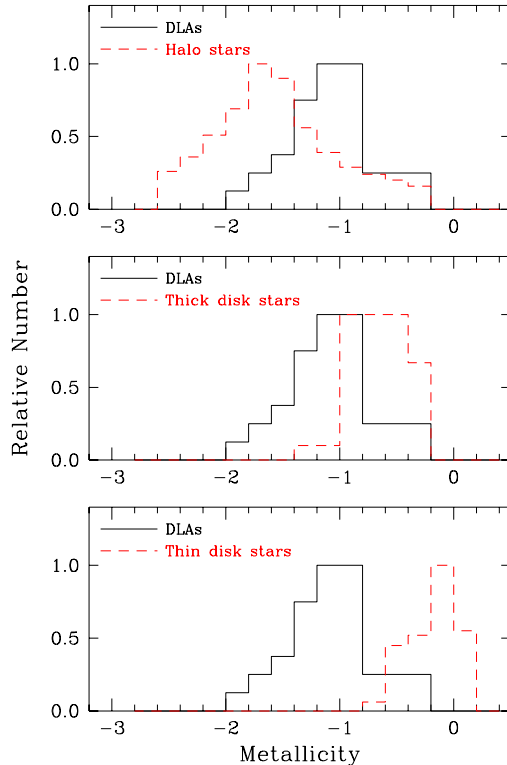 DLAs
Halo stars
1.0
0.5
0.0
−3 −2 −1 0
DLAs
Thick disk stars
1.0
0.5
0.0
−3 −2 −1 0
Relative Number
DLAs
Thin disk stars
1.0
0.5
0.0
−3 −2 −1 0
Metallicity